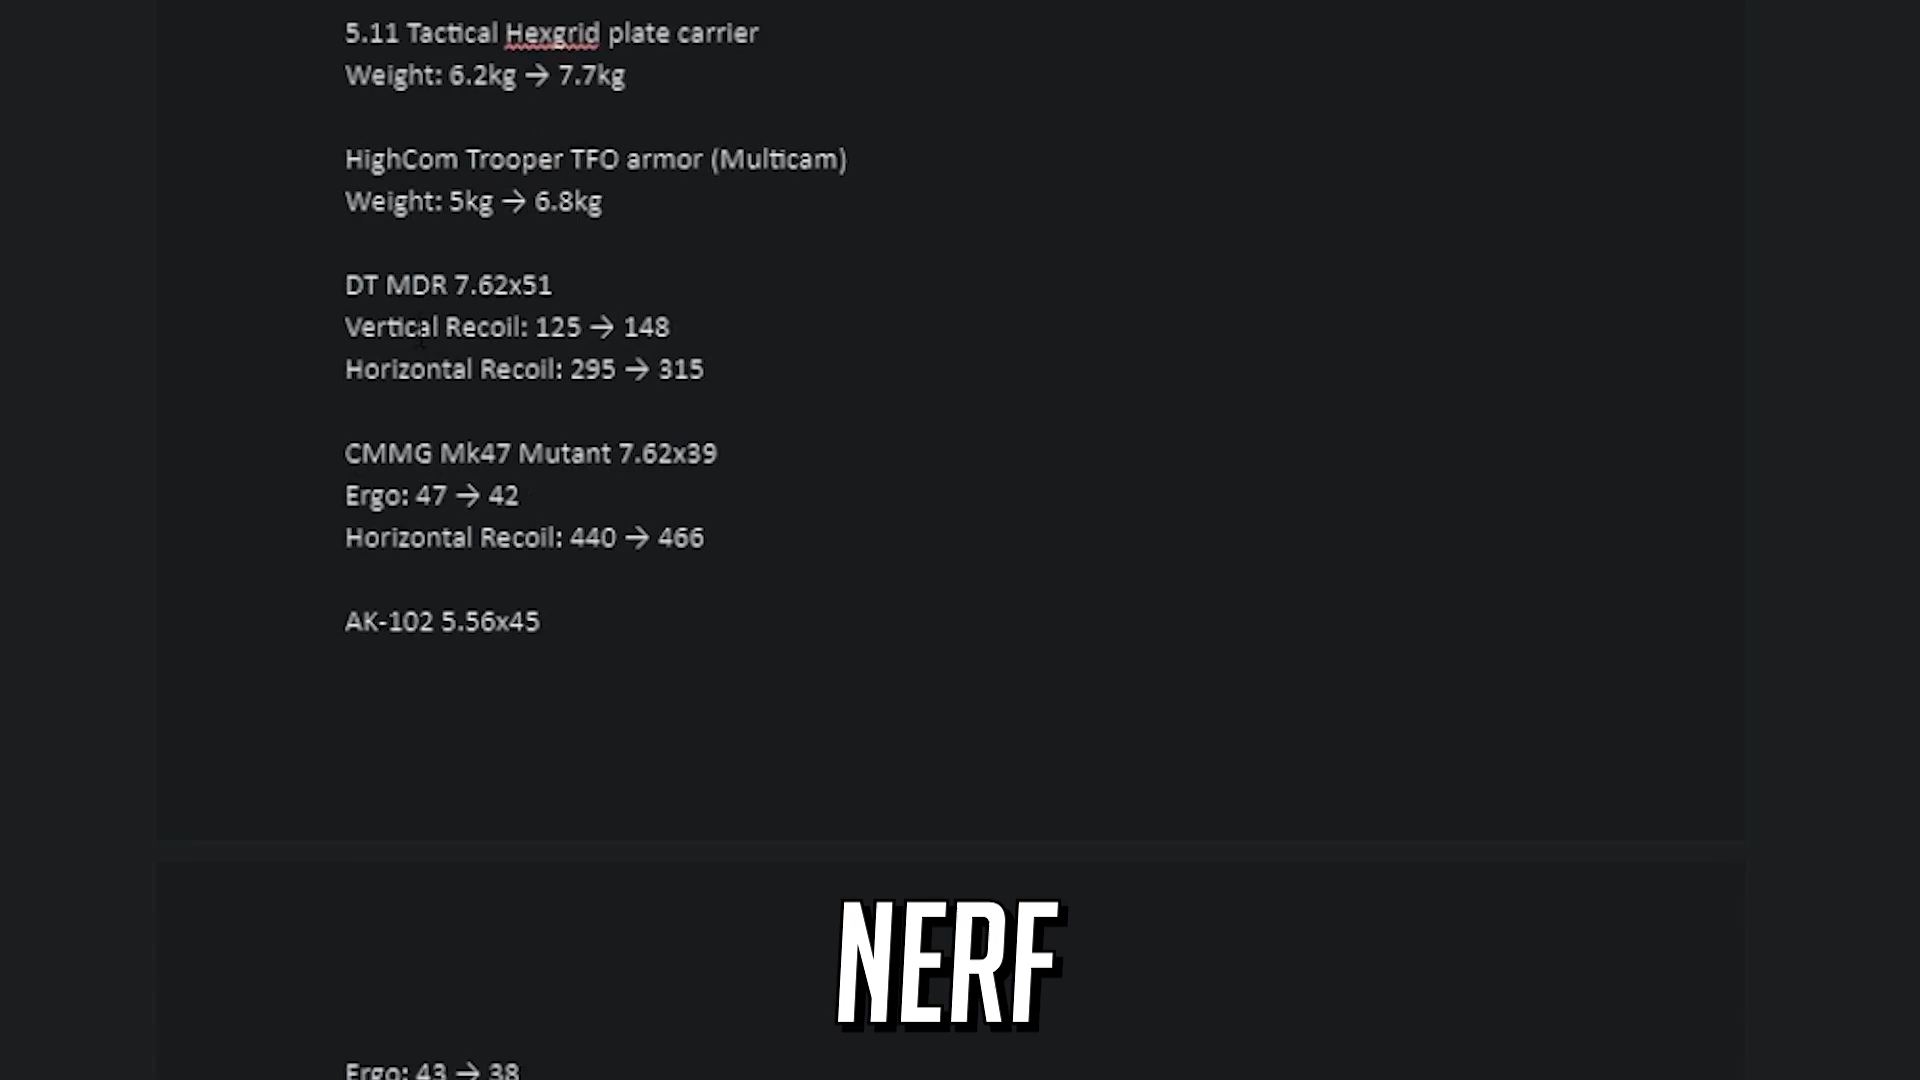 5.11 Tactical Hexgrid plate carrier
Weight: 6.2kg → 7.7kg
HighCom Trooper TFO armor (Multicam)
Weight: 5kg → 6.8kg
DT MDR 7.62x51
Vertical Recoil: 125 → 148
Horizontal Recoil: 295 → 315
CMMG Mk47 Mutant 7.62x39
Ergo: 47 → 42
Horizontal Recoil: 440 → 466
AK-102 5.56x45
NERF
Ergo: 43 → 38